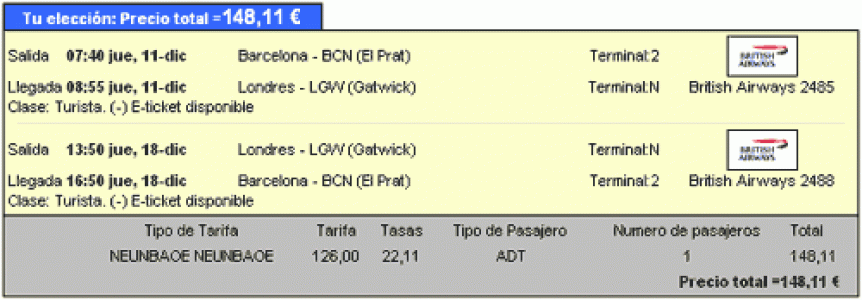 Tu elección: Precio total =148,11 €
Salida 07:40 jue, 11-dic Barcelona - BCN (El Prat) Terminal:2 BRITISH AIRWAYS
Llegada 08:55 jue, 11-dic Londres - LGW (Gatwick) Terminal:N British Airways 2485
Clase: Turista. (-) E-ticket disponible
Salida 13:50 jue, 18-dic Londres - LGW (Gatwick) Terminal:N BRITISH AIRWAYS
Llegada 16:50 jue, 18-dic Barcelona - BCN (El Prat) Terminal:2 British Airways 2488
Clase: Turista. (-) E-ticket disponible
Tipo de Tarifa Tarifa Tasas Tipo de Pasajero Numero de pasajeros Total
NEUNBAOE NEUNBAOE 126,00 22,11 ADT 1 148,11
Precio total =148,11 €